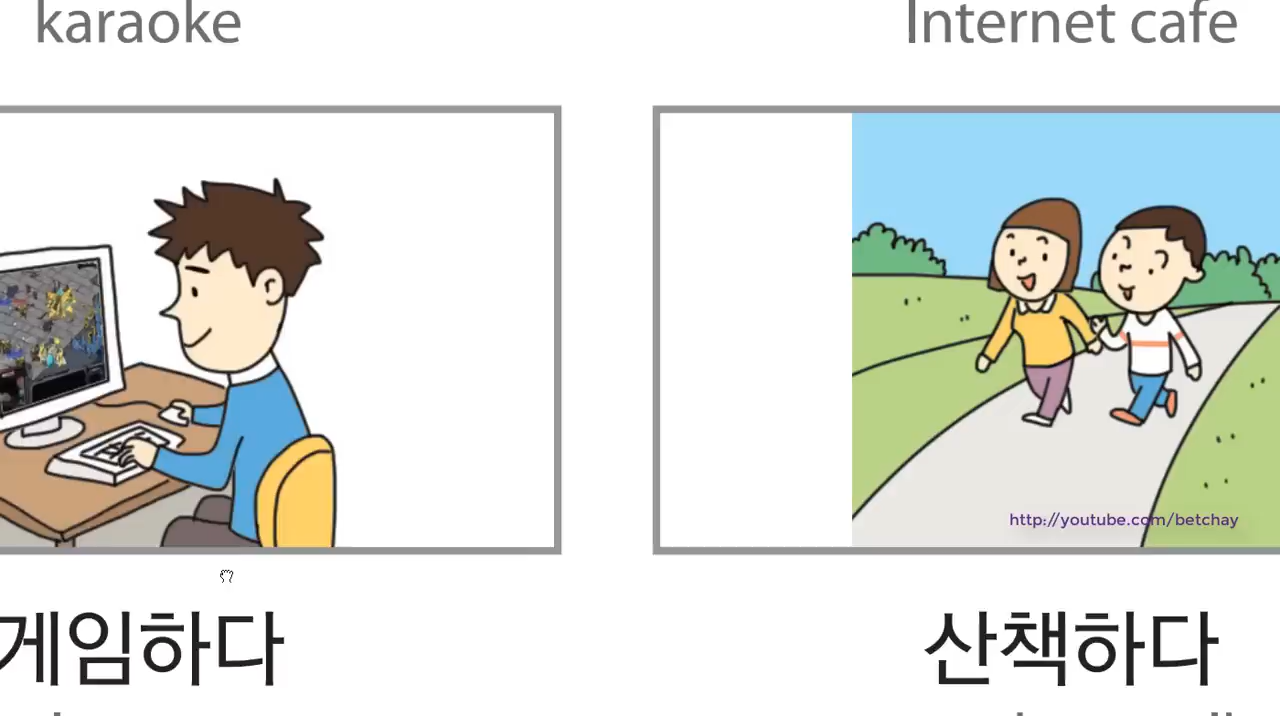 karaoke
Internet cafe
http://youtube.com/betchay
게임하다
산책하다